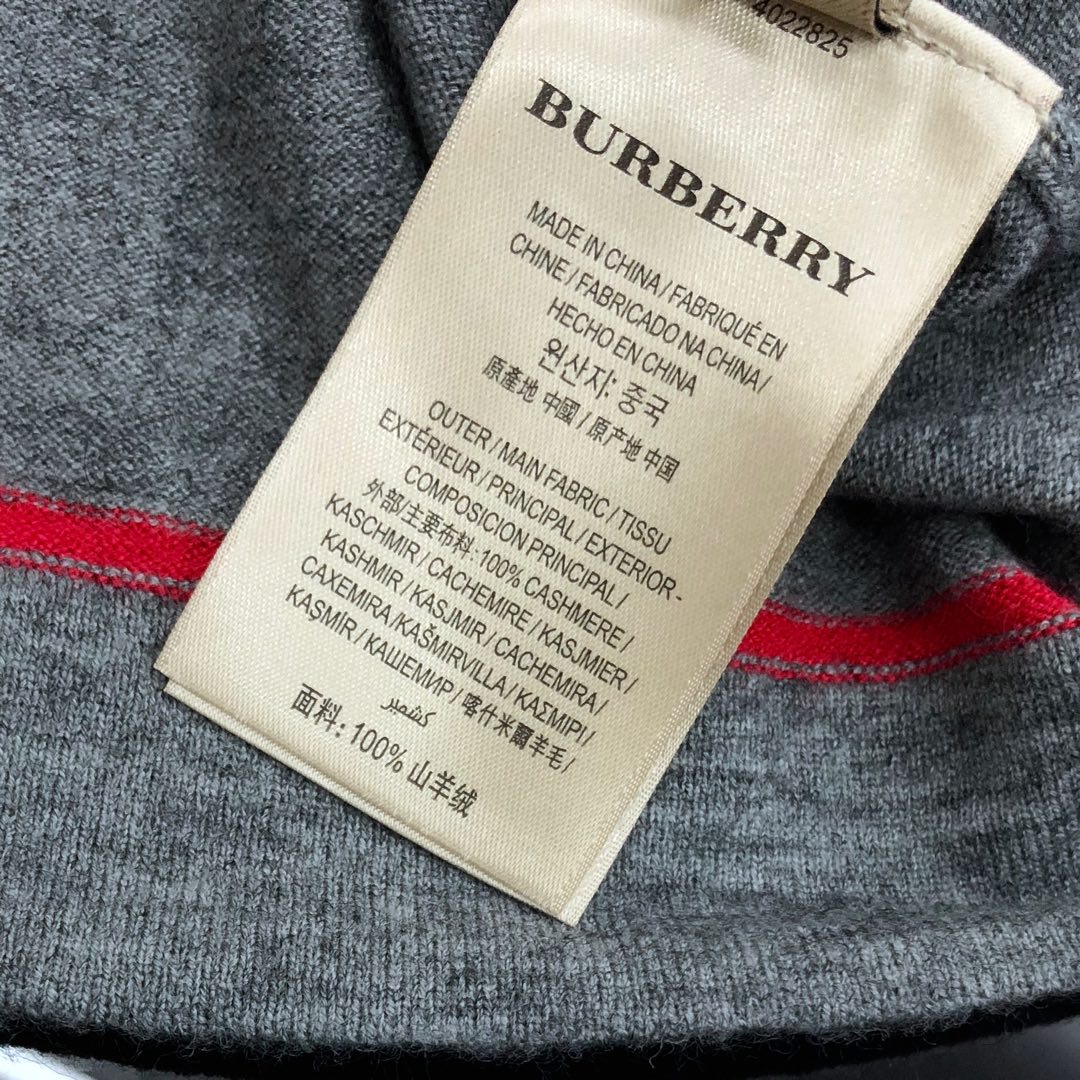 4022825
BURBERRY
MADE IN CHINA / FABRIQUÉ EN
CHINE / FABRICADO NA CHINA /
HECHO EN CHINA
원산지: 중국
原產地 中國 / 原产地 中国
OUTER / MAIN FABRIC / TISSU
EXTÉRIEUR / PRINCIPAL / EXTERIOR-
COMPOSICION PRINCIPAL /
外部/主要布料: 100% CASHMERE /
KASCHMIR / CACHEMIRE / KASJMIER /
KASHMIR / KASJMIR / CACHEMIRA /
CAXEMIRA / KAŠMIRVILLA / ΚΑΣΜΙΡΙ /
KAŞMİR / КАШЕМИР / 喀什米爾羊毛 /
كشمير
面料: 100% 山羊绒